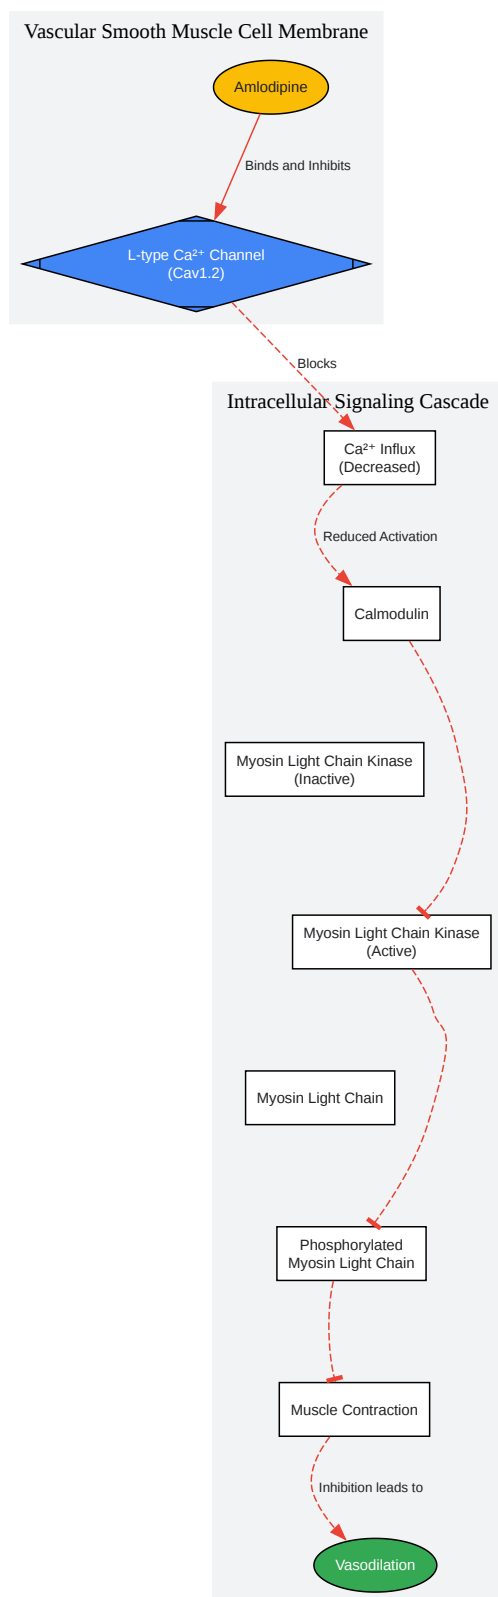 Vascular Smooth Muscle Cell Membrane
Amlodipine
Binds and Inhibits
L-type Ca²⁺ Channel
(Cav1.2)
Blocks
Intracellular Signaling Cascade
Ca²⁺ Influx
(Decreased)
Reduced Activation
Calmodulin
Myosin Light Chain Kinase
(Inactive)
Myosin Light Chain Kinase
(Active)
Myosin Light Chain
Phosphorylated
Myosin Light Chain
Muscle Contraction
Inhibition leads to
Vasodilation